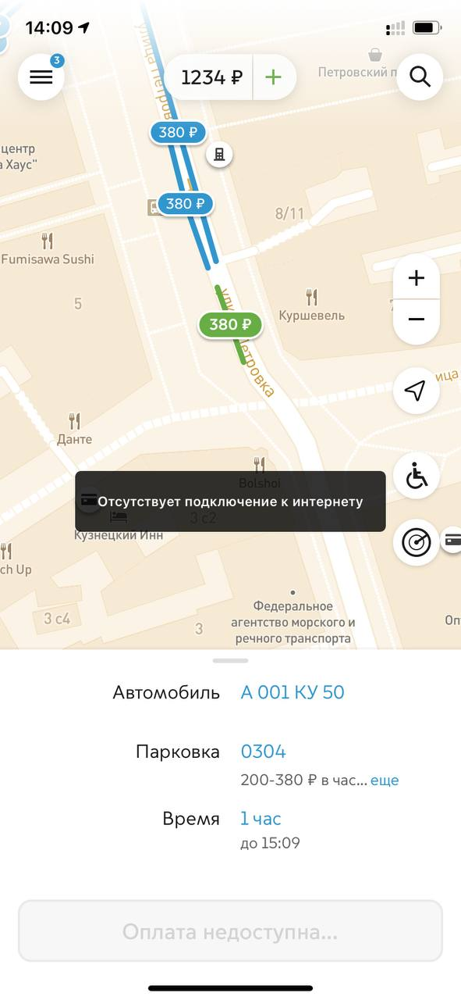 14:09
3
1234 ₽ +
Петровский п
улица Петров
380 ₽
центр
а Хаус"
380 ₽
8/11
Fumisawa Sushi
5
Куршевель
380 ₽
Петровка
ица
Данте
Bolshoi
Отсутствует подключение к интернету
3 с2
Кузнецкий Инн
ch Up
Федеральное
агентство морского и
речного транспорта
3 с4
3
Оп
Автомобиль А 001 КУ 50
Парковка 0304
200-380 ₽ в час... еще
Время 1 час
до 15:09
Оплата недоступна...